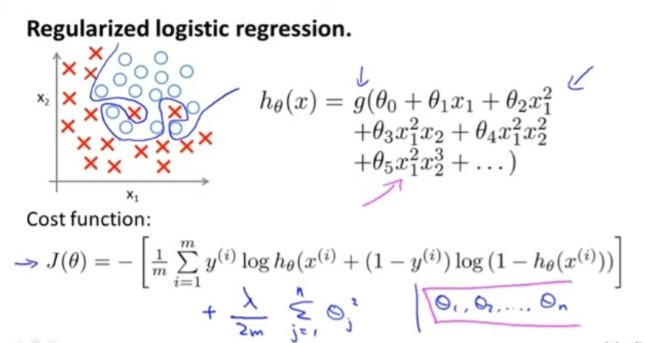 Regularized logistic regression.
x₂
x₁
h_θ(x) = g(θ₀ + θ₁x₁ + θ₂x₁²
+θ₃x₁²x₂ + θ₄x₁²x₂²
+θ₅x₁²x₂³ + . . . )
Cost function:
→ J(θ) = − [ 1/m Σ_{i=1}^{m} y^(i) log h_θ(x^(i) + (1 − y^(i)) log (1 − h_θ(x^(i))) ]
+ λ/2m Σ_{j=1}^{n} θ_j² | θ₁, θ₂, ..., θ_n